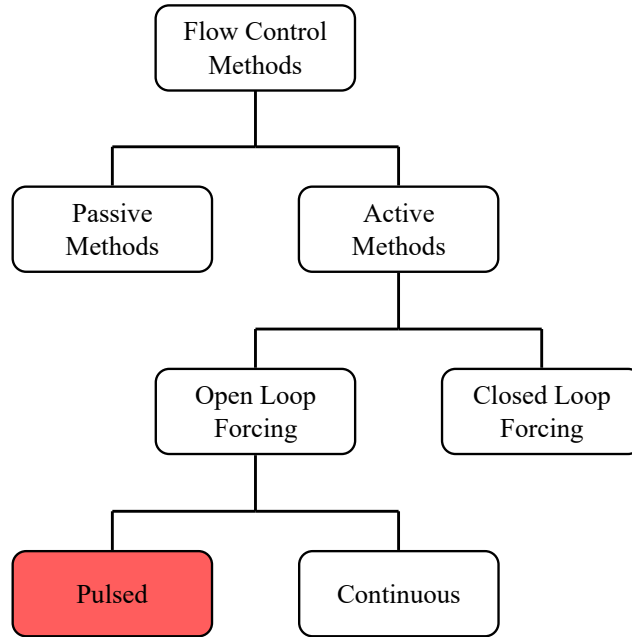 Flow Control
Methods
Passive
Methods
Active
Methods
Open Loop
Forcing
Closed Loop
Forcing
Pulsed
Continuous